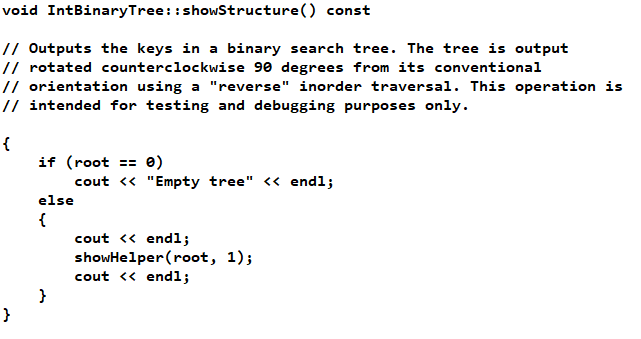 void IntBinaryTree::showStructure() const
// Outputs the keys in a binary search tree. The tree is output
// rotated counterclockwise 90 degrees from its conventional
// orientation using a "reverse" inorder traversal. This operation is
// intended for testing and debugging purposes only.
{
    if (root == 0)
        cout << "Empty tree" << endl;
    else
    {
        cout << endl;
        showHelper(root, 1);
        cout << endl;
    }
}